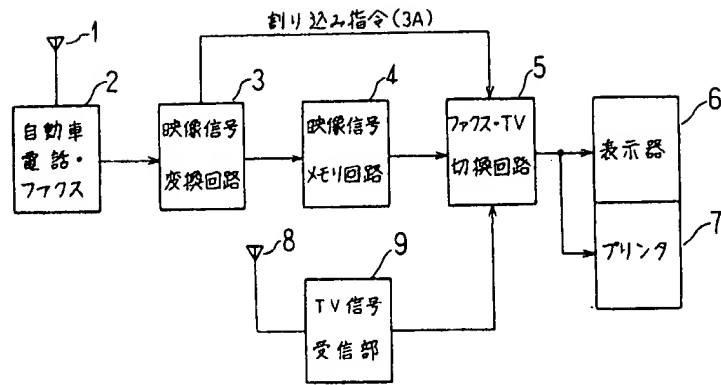 割り込み指令(3A)
1
2
自動車
電話・
ファクス
3
映像信号
変換回路
4
映像信号
メモリ回路
5
ファクス・TV
切換回路
6
表示器
7
プリンタ
8
9
TV信号
受信部